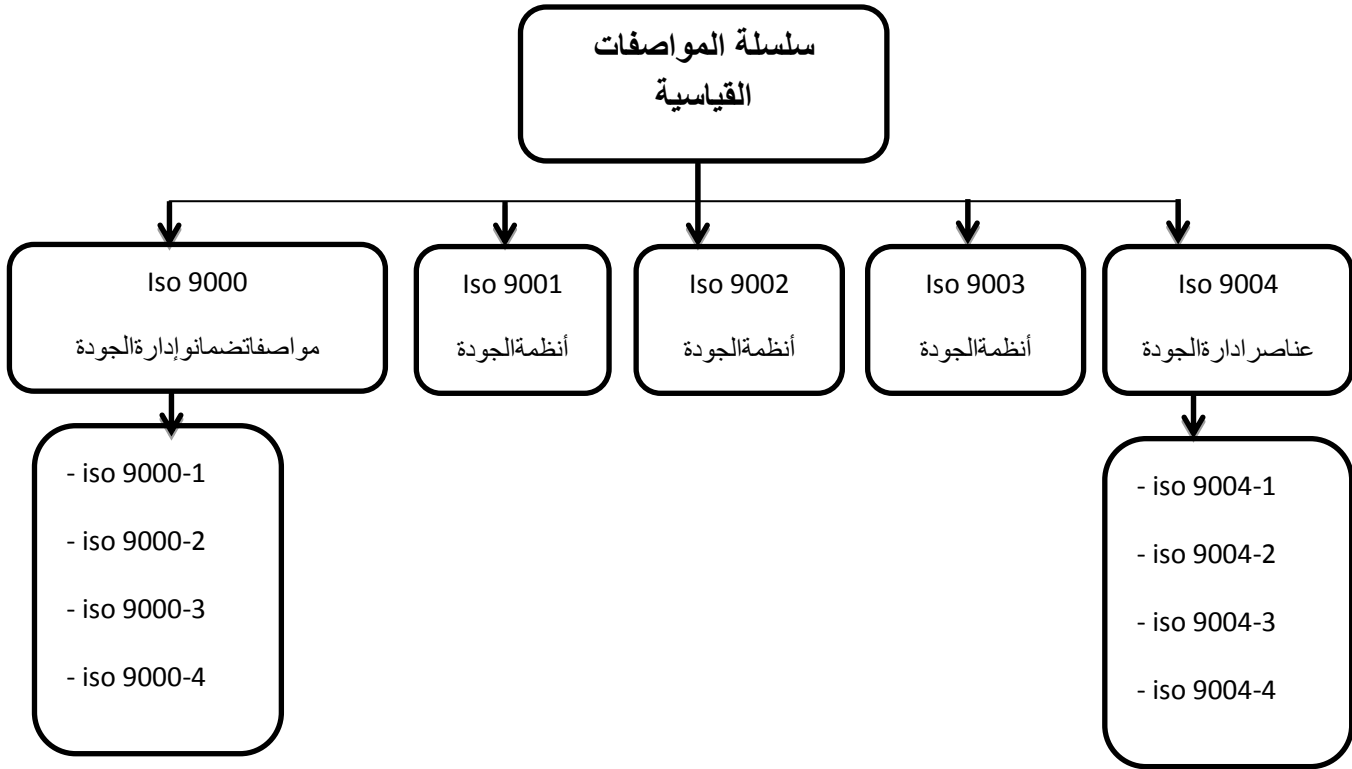 سلسلة المواصفات
القياسية
Iso 9000
مواصفاتضمانوإدارةالجودة
Iso 9001
أنظمةالجودة
Iso 9002
أنظمةالجودة
Iso 9003
أنظمةالجودة
Iso 9004
عناصرادارةالجودة
- iso 9000-1
- iso 9000-2
- iso 9000-3
- iso 9000-4
- iso 9004-1
- iso 9004-2
- iso 9004-3
- iso 9004-4